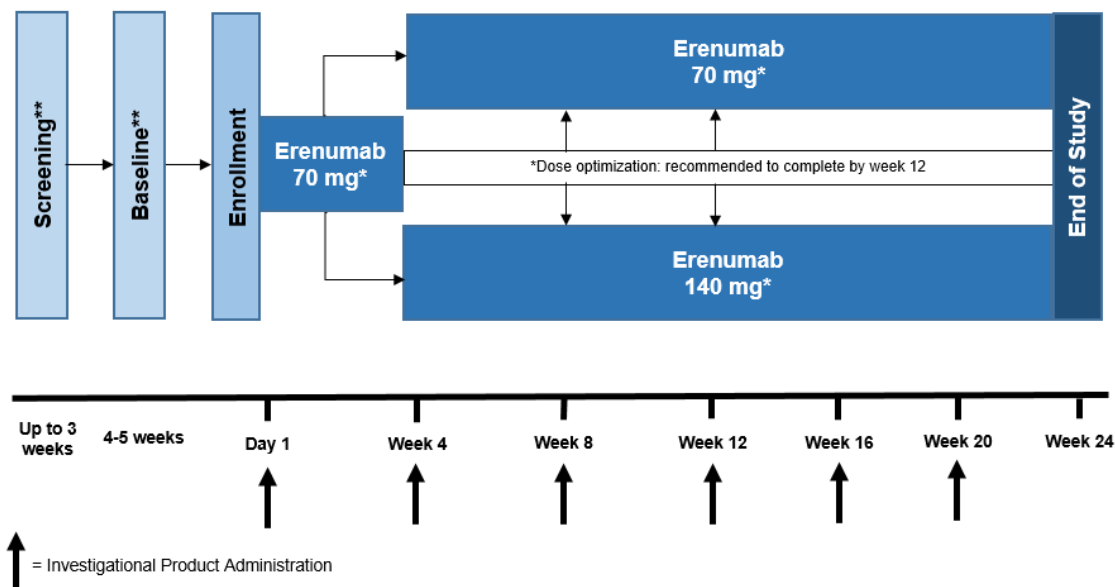 Screening**
Baseline**
Enrollment
Erenumab
70 mg*
Erenumab
70 mg*
*Dose optimization: recommended to complete by week 12
Erenumab
140 mg*
End of Study
Up to 3
weeks
4-5 weeks
Day 1
Week 4
Week 8
Week 12
Week 16
Week 20
Week 24
= Investigational Product Administration